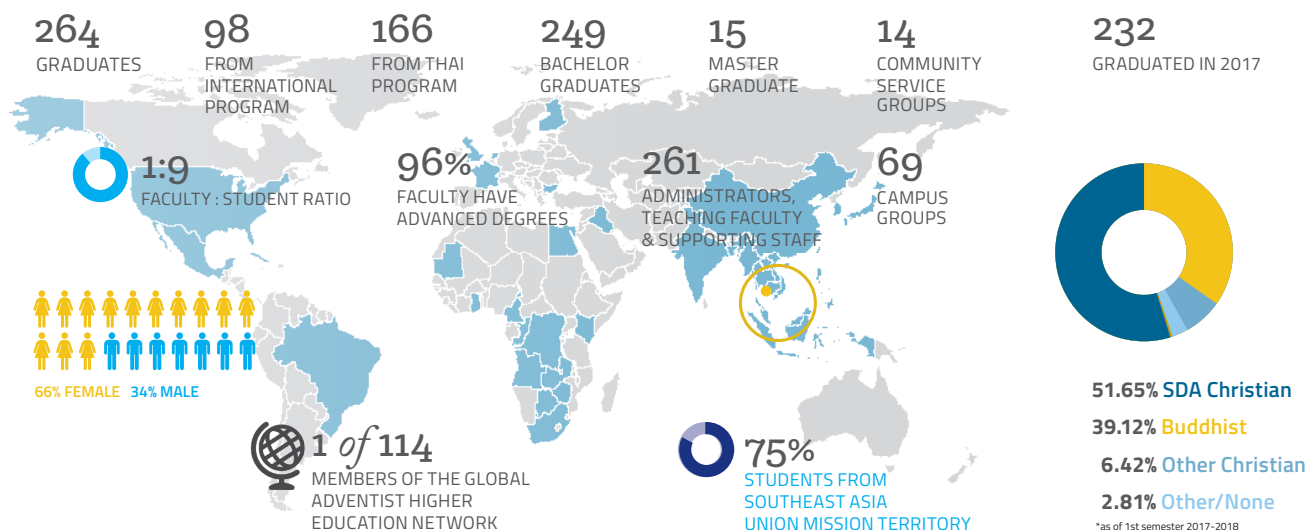 264
GRADUATES
98
FROM
INTERNATIONAL
PROGRAM
166
FROM THAI
PROGRAM
249
BACHELOR
GRADUATES
15
MASTER
GRADUATE
14
COMMUNITY
SERVICE
GROUPS
232
GRADUATED IN 2017
1:9
FACULTY : STUDENT RATIO
96%
FACULTY HAVE
ADVANCED DEGREES
261
ADMINISTRATORS,
TEACHING FACULTY
& SUPPORTING STAFF
69
CAMPUS
GROUPS
66% FEMALE 34% MALE
1 of 114
MEMBERS OF THE GLOBAL
ADVENTIST HIGHER
EDUCATION NETWORK
75%
STUDENTS FROM
SOUTHEAST ASIA
UNION MISSION TERRITORY
51.65% SDA Christian
39.12% Buddhist
6.42% Other Christian
2.81% Other/None
*as of 1st semester 2017-2018